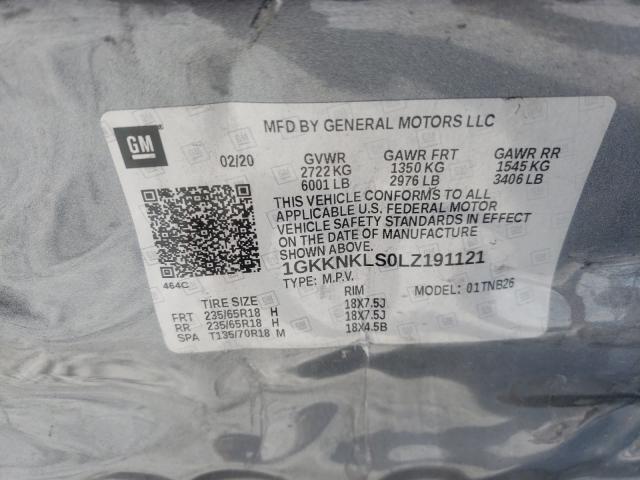 GM
MFD BY GENERAL MOTORS LLC
02/20 GVWR GAWR FRT GAWR RR
2722 KG 1350 KG 1545 KG
6001 LB 2976 LB 3406 LB
THIS VEHICLE CONFORMS TO ALL
APPLICABLE U.S. FEDERAL MOTOR
VEHICLE SAFETY STANDARDS IN EFFECT
ON THE DATE OF MANUFACTURE
SHOWN ABOVE.
1GKKNKLS0LZ191121
464C
TYPE: M.P.V. MODEL: 01TNB26
TIRE SIZE RIM
FRT 235/65R18 H 18X7.5J
RR 235/65R18 H 18X7.5J
SPA T135/70R18 M 18X4.5B